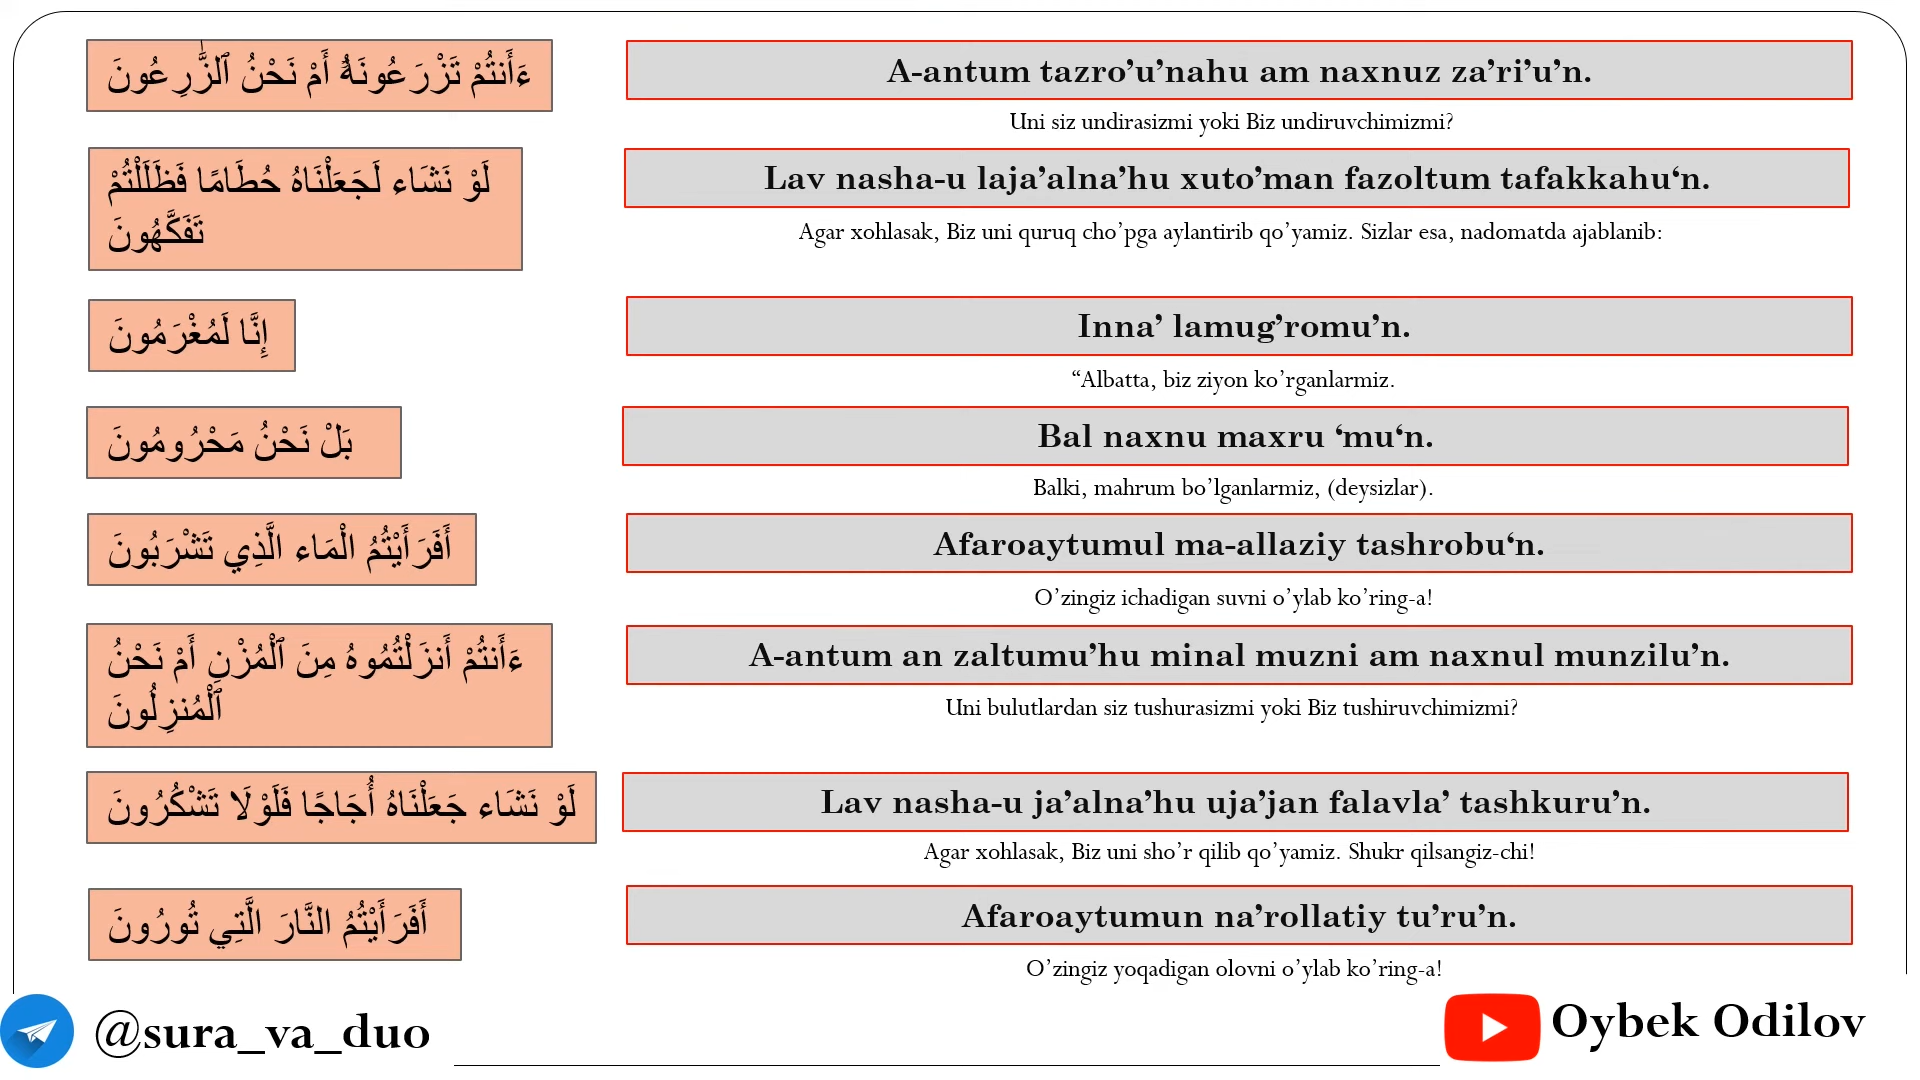 ءَأَنتُمْ تَزْرَعُونَهُۥٓ أَمْ نَحْنُ ٱلزَّٰرِعُونَ
A-antum tazro’u’nahu am naxnuz za’ri’u’n.
Uni siz undirasizmi yoki Biz undiruvchimizmi?
لَوْ نَشَاء لَجَعَلْنَاهُ حُطَامًا فَظَلَلْتُمْ
تَفَكَّهُونَ
Lav nasha-u laja’alna’hu xuto’man fazoltum tafakkahu‘n.
Agar xohlasak, Biz uni quruq cho’pga aylantirib qo’yamiz. Sizlar esa, nadomatda ajablanib:
إِنَّا لَمُغْرَمُونَ
Inna’ lamug’romu’n.
“Albatta, biz ziyon ko’rganlarmiz.
بَلْ نَحْنُ مَحْرُومُونَ
Bal naxnu maxru ‘mu‘n.
Balki, mahrum bo’lganlarmiz, (deysizlar).
أَفَرَأَيْتُمُ الْمَاء الَّذِي تَشْرَبُونَ
Afaroaytumul ma-allaziy tashrobu‘n.
O’zingiz ichadigan suvni o’ylab ko’ring-a!
ءَأَنتُمْ أَنزَلْتُمُوهُ مِنَ ٱلْمُزْنِ أَمْ نَحْنُ
ٱلْمُنزِلُونَ
A-antum an zaltumu’hu minal muzni am naxnul munzilu’n.
Uni bulutlardan siz tushurasizmi yoki Biz tushiruvchimizmi?
لَوْ نَشَاء جَعَلْنَاهُ أُجَاجًا فَلَوْلَا تَشْكُرُونَ
Lav nasha-u ja’alna’hu uja’jan falavla’ tashkuru’n.
Agar xohlasak, Biz uni sho’r qilib qo’yamiz. Shukr qilsangiz-chi!
أَفَرَأَيْتُمُ النَّارَ الَّتِي تُورُونَ
Afaroaytumun na’rollatiy tu’ru’n.
O’zingiz yoqadigan olovni o’ylab ko’ring-a!
@sura_va_duo
Oybek Odilov